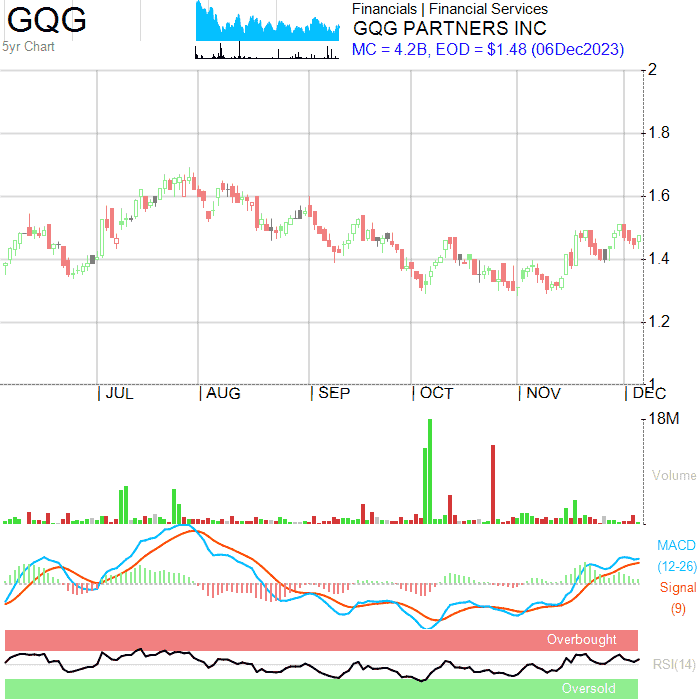 GQG
5yr Chart
Financials | Financial Services
GQG PARTNERS INC
MC = 4.2B, EOD = $1.48 (06Dec2023)
2
1.8
1.6
1.4
1.2
1
| JUL | AUG | SEP | OCT | NOV | DEC
18M
Volume
MACD
(12-26)
Signal
(9)
Overbought
RSI(14)
Oversold